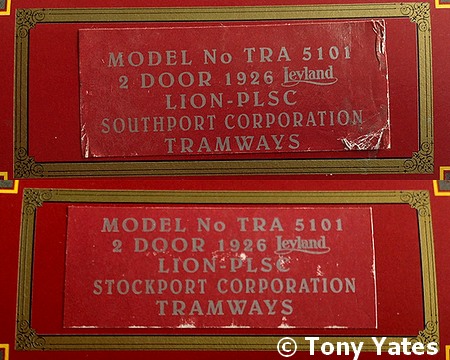 MODEL No TRA 5101
2 DOOR 1926 Leyland
LION-PLSC
SOUTHPORT CORPORATION
TRAMWAYS
MODEL No TRA 5101
2 DOOR 1926 Leyland
LION-PLSC
STOCKPORT CORPORATION
TRAMWAYS
© Tony Yates